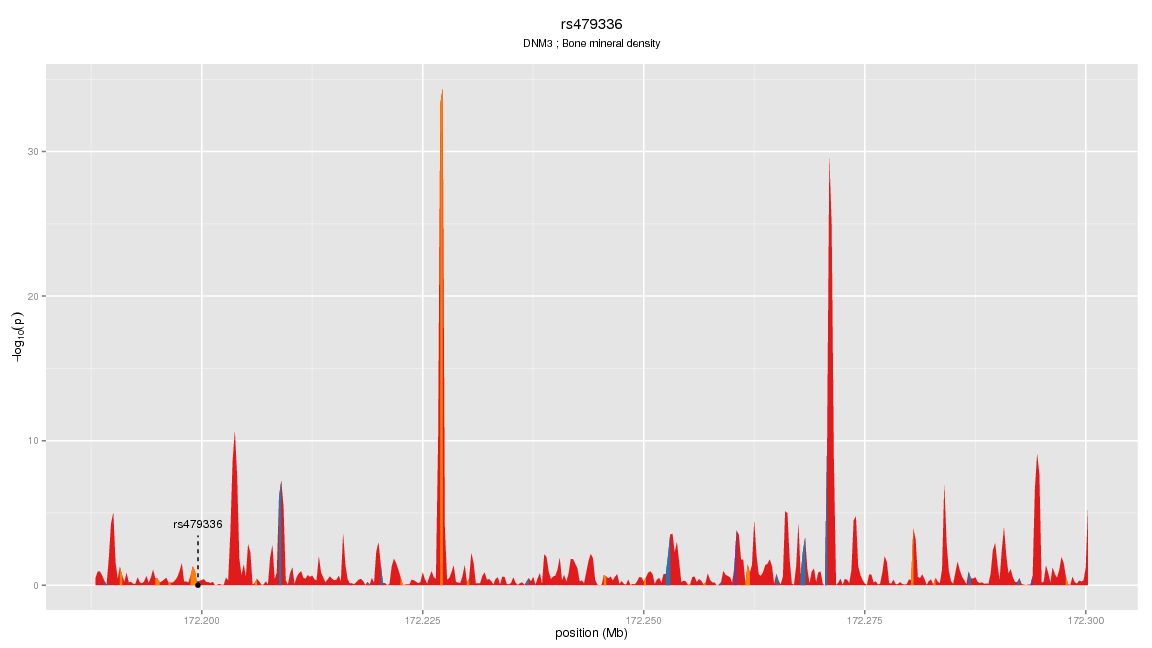 rs479336
DNM3 ; Bone mineral density
−log10(p)
30
20
10
0
rs479336
172.200 172.225 172.250 172.275 172.300
position (Mb)